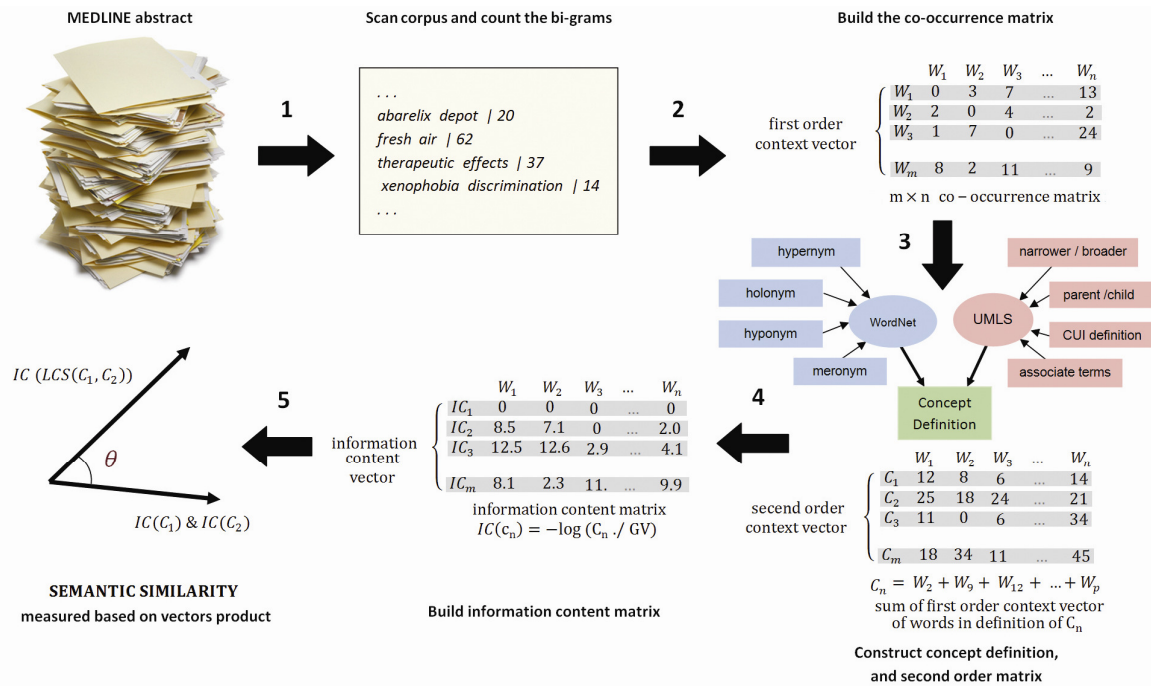 MEDLINE abstract
Scan corpus and count the bi-grams
Build the co-occurrence matrix
1
. . .
abarelix depot | 20
fresh air | 62
therapeutic effects | 37
xenophobia discrimination | 14
. . .
2
first order
context vector
W1 W2 W3 ... Wn
W1 0 3 7 ... 13
W2 2 0 4 ... 2
W3 1 7 0 ... 24
Wm 8 2 11 ... 9
m × n co − occurrence matrix
3
hypernym
holonym
hyponym
meronym
WordNet
narrower / broader
parent /child
CUI definition
associate terms
UMLS
Concept
Definition
second order
context vector
W1 W2 W3 ... Wn
C1 12 8 6 ... 14
C2 25 18 24 ... 21
C3 11 0 6 ... 34
Cm 18 34 11 ... 45
Cn = W2 + W9 + W12 + ... + Wp
sum of first order context vector
of words in definition of Cn
Construct concept definition,
and second order matrix
4
information
content
vector
W1 W2 W3 ... Wn
IC1 0 0 0 ... 0
IC2 8.5 7.1 0 ... 2.0
IC3 12.5 12.6 2.9 ... 4.1
ICm 8.1 2.3 11. ... 9.9
information content matrix
IC(cn) = −log (Cn ./ GV)
Build information content matrix
5
IC (LCS(C1, C2))
θ
IC(C1) & IC(C2)
SEMANTIC SIMILARITY
measured based on vectors product